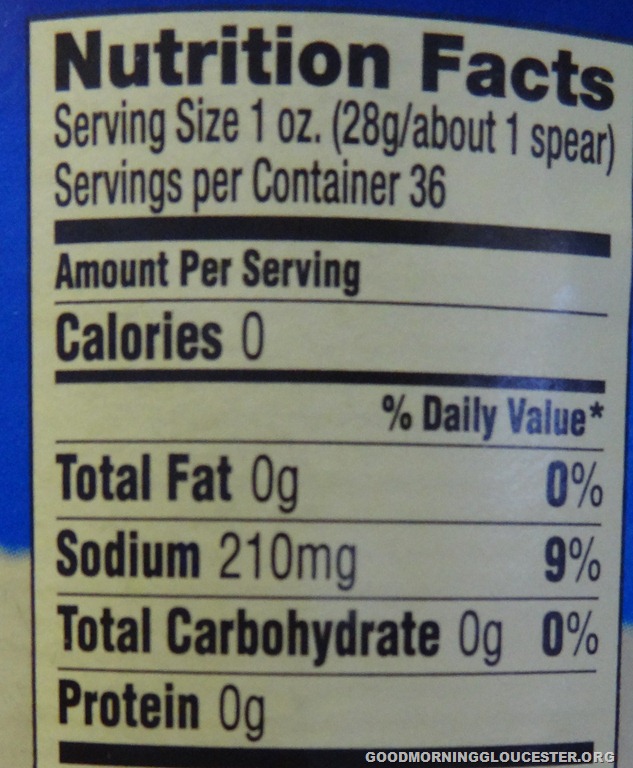 Nutrition Facts
Serving Size 1 oz. (28g/about 1 spear)
Servings per Container 36
Amount Per Serving
Calories 0
% Daily Value*
Total Fat 0g 0%
Sodium 210mg 9%
Total Carbohydrate 0g 0%
Protein 0g
GOODMORNINGGLOUCESTER.ORG